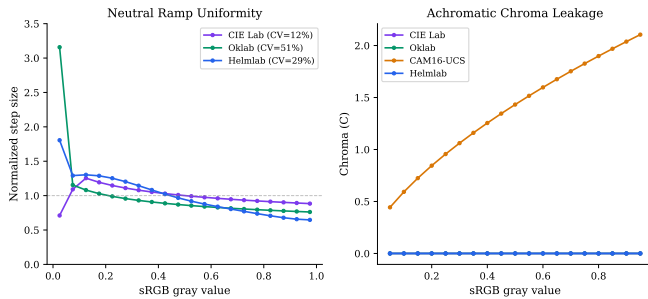 Neutral Ramp Uniformity
CIE Lab (CV=12%)
Oklab (CV=51%)
Helmlab (CV=29%)
Normalized step size
3.5
3.0
2.5
2.0
1.5
1.0
0.5
0.0
0.0 0.2 0.4 0.6 0.8 1.0
sRGB gray value
Achromatic Chroma Leakage
CIE Lab
Oklab
CAM16-UCS
Helmlab
Chroma (C)
2.0
1.5
1.0
0.5
0.0
0.2 0.4 0.6 0.8
sRGB gray value